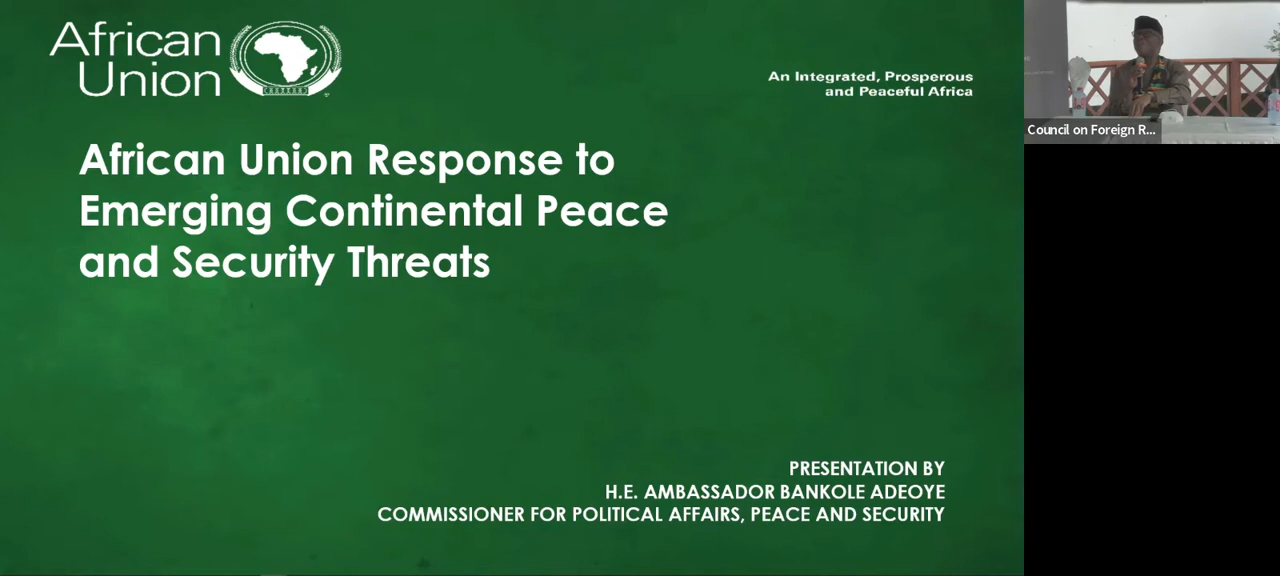 African
Union
An Integrated, Prosperous
and Peaceful Africa
African Union Response to
Emerging Continental Peace
and Security Threats
PRESENTATION BY
H.E. AMBASSADOR BANKOLE ADEOYE
COMMISSIONER FOR POLITICAL AFFAIRS, PEACE AND SECURITY
Council on Foreign R...